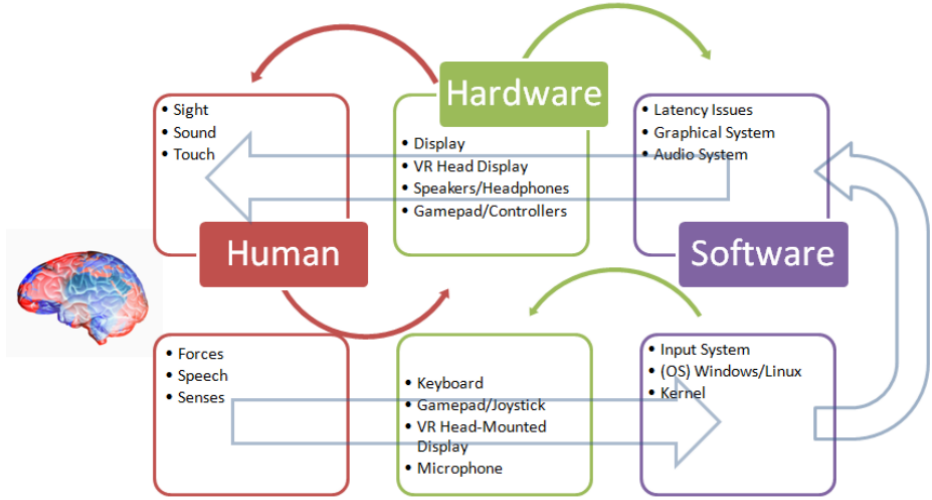 Hardware
• Sight
• Sound
• Touch
Human
• Display
• VR Head Display
• Speakers/Headphones
• Gamepad/Controllers
• Latency Issues
• Graphical System
• Audio System
Software
• Forces
• Speech
• Senses
• Keyboard
• Gamepad/Joystick
• VR Head-Mounted
Display
• Microphone
• Input System
• (OS) Windows/Linux
• Kernel